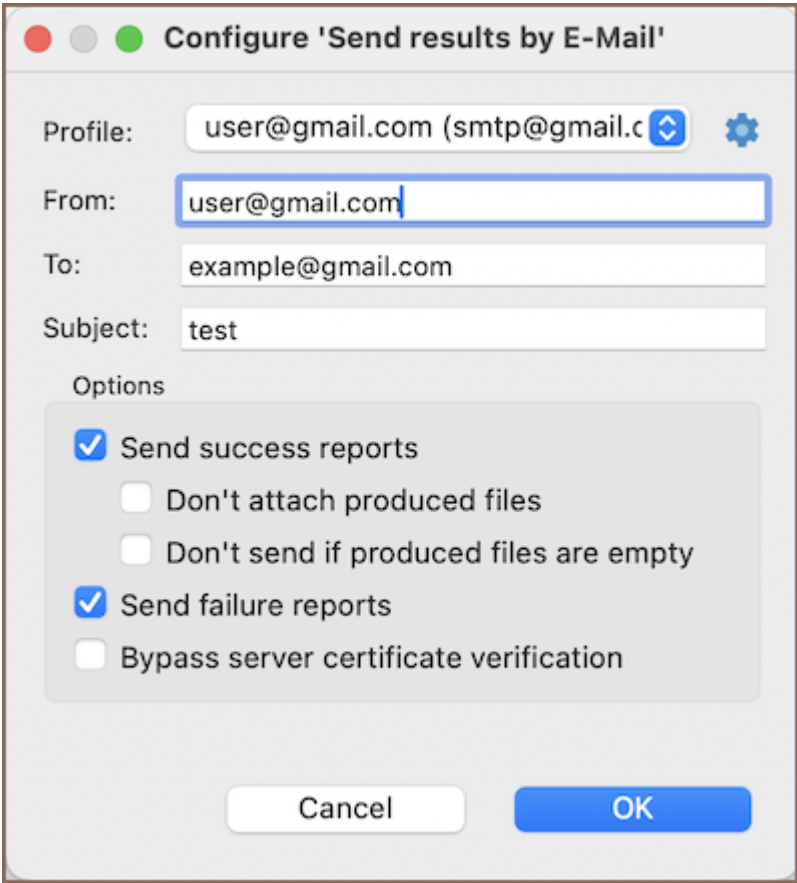 Configure 'Send results by E-Mail'
Profile: user@gmail.com (smtp@gmail.c
From: user@gmail.com
To: example@gmail.com
Subject: test
Options
Send success reports
Don't attach produced files
Don't send if produced files are empty
Send failure reports
Bypass server certificate verification
Cancel OK